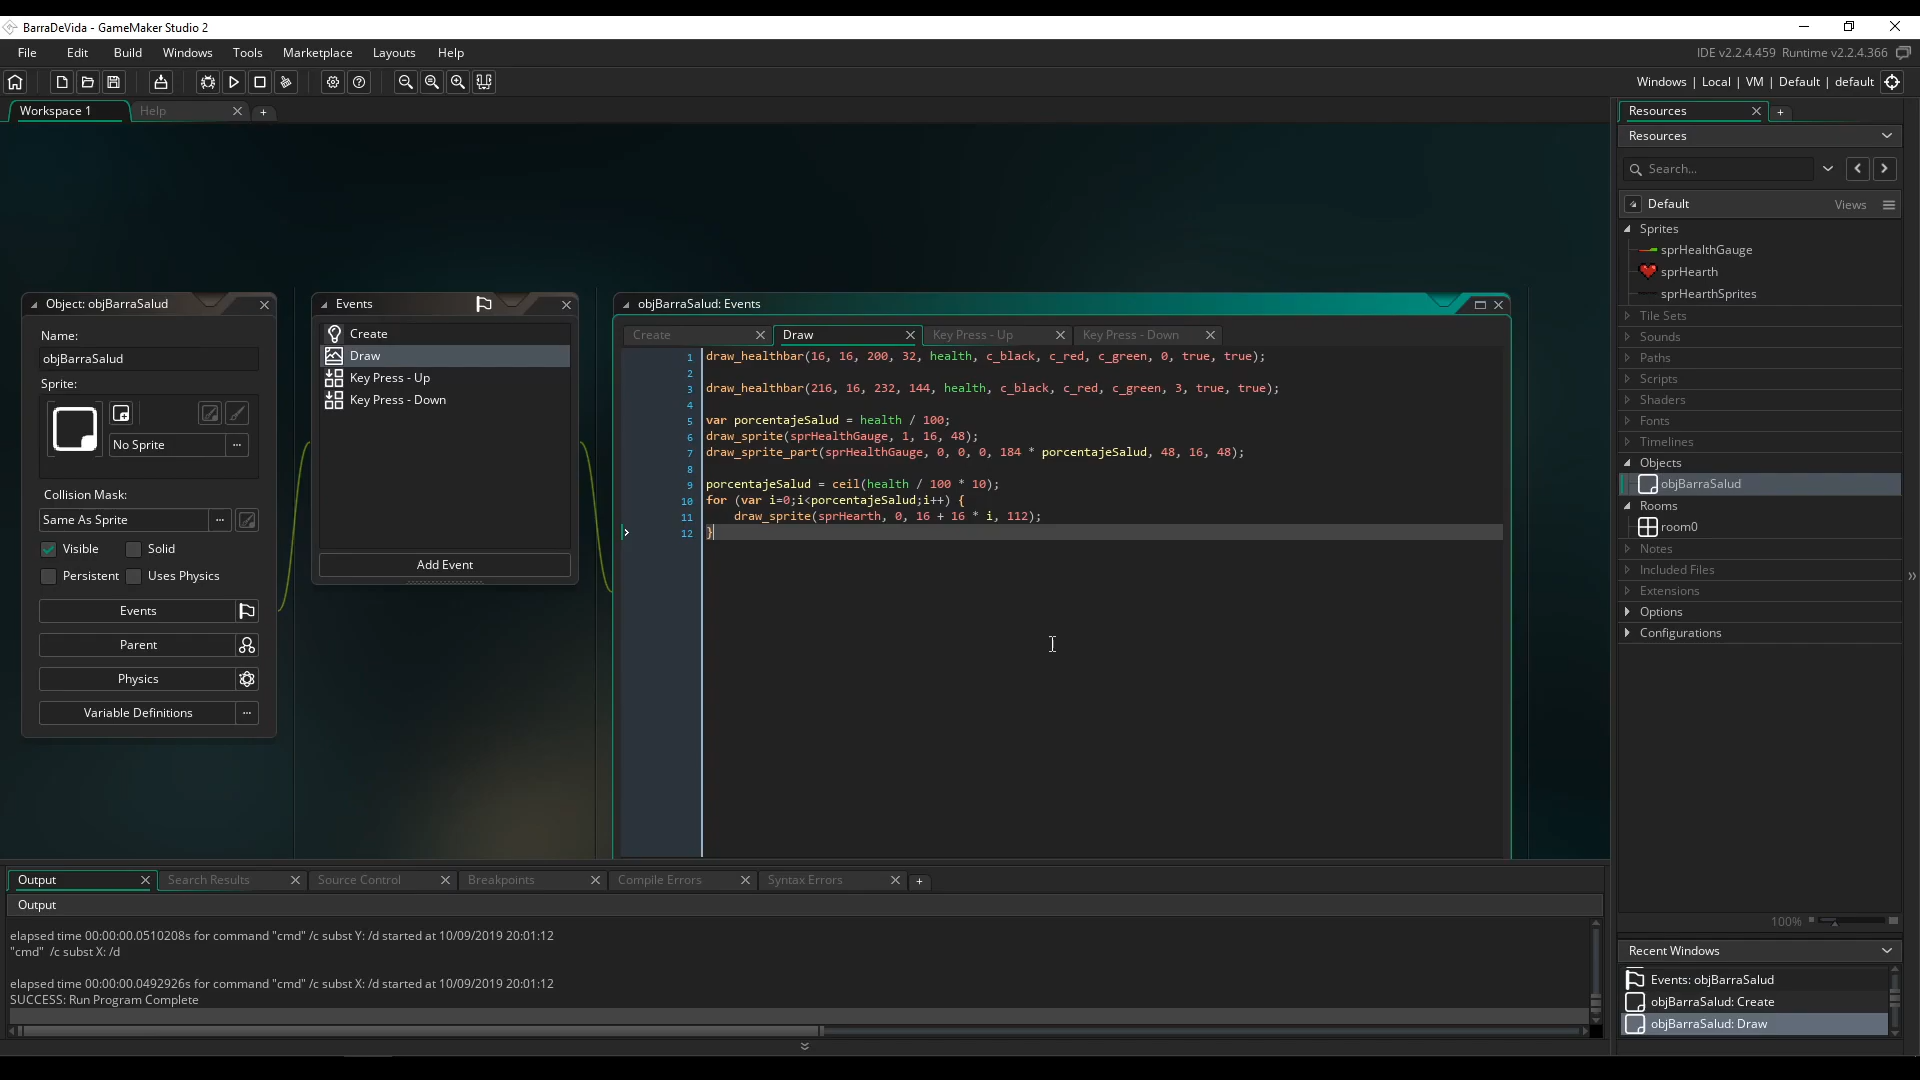 BarraDeVida - GameMaker Studio 2
File Edit Build Windows Tools Marketplace Layouts Help
IDE v2.2.4.459 Runtime v2.2.4.366
Windows | Local | VM | Default | default
Workspace 1
Help
+
Object: objBarraSalud
Name:
objBarraSalud
Sprite:
No Sprite
...
Collision Mask:
Same As Sprite
...
Visible
Solid
Persistent
Uses Physics
Events
Parent
Physics
Variable Definitions
...
Events
Create
Draw
Key Press - Up
Key Press - Down
Add Event
objBarraSalud: Events
Create
Draw
Key Press - Up
Key Press - Down
1 draw_healthbar(16, 16, 200, 32, health, c_black, c_red, c_green, 0, true, true);
2
3 draw_healthbar(216, 16, 232, 144, health, c_black, c_red, c_green, 3, true, true);
4
5 var porcentajeSalud = health / 100;
6 draw_sprite(sprHealthGauge, 1, 16, 48);
7 draw_sprite_part(sprHealthGauge, 0, 0, 0, 184 * porcentajeSalud, 48, 16, 48);
8
9 porcentajeSalud = ceil(health / 100 * 10);
10 for (var i=0;i<porcentajeSalud;i++) {
11 draw_sprite(sprHearth, 0, 16 + 16 * i, 112);
12 }
Resources
+
Resources
Search...
Default
Views
Sprites
sprHealthGauge
sprHearth
sprHearthSprites
Tile Sets
Sounds
Paths
Scripts
Shaders
Fonts
Timelines
Objects
objBarraSalud
Rooms
room0
Notes
Included Files
Extensions
Options
Configurations
100%
Recent Windows
Events: objBarraSalud
objBarraSalud: Create
objBarraSalud: Draw
Output
Search Results
Source Control
Breakpoints
Compile Errors
Syntax Errors
+
Output
elapsed time 00:00:00.0510208s for command "cmd" /c subst Y: /d started at 10/09/2019 20:01:12
"cmd" /c subst X: /d
elapsed time 00:00:00.0492926s for command "cmd" /c subst X: /d started at 10/09/2019 20:01:12
SUCCESS: Run Program Complete